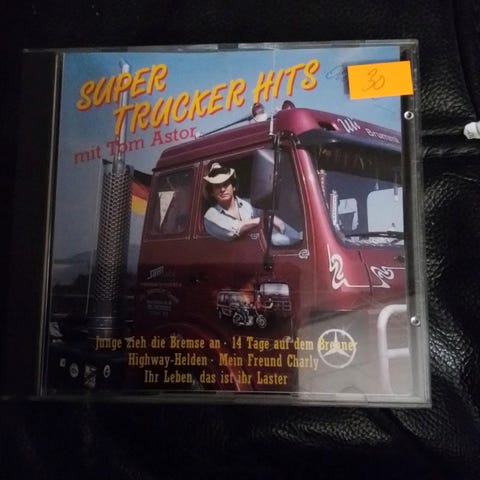 SUPER
TRUCKER HITS
mit Tom Astor
30
Brummi
Junge zieh die Bremse an · 14 Tage auf dem Brenner
Highway-Helden · Mein Freund Charly
Ihr Leben, das ist ihr Laster